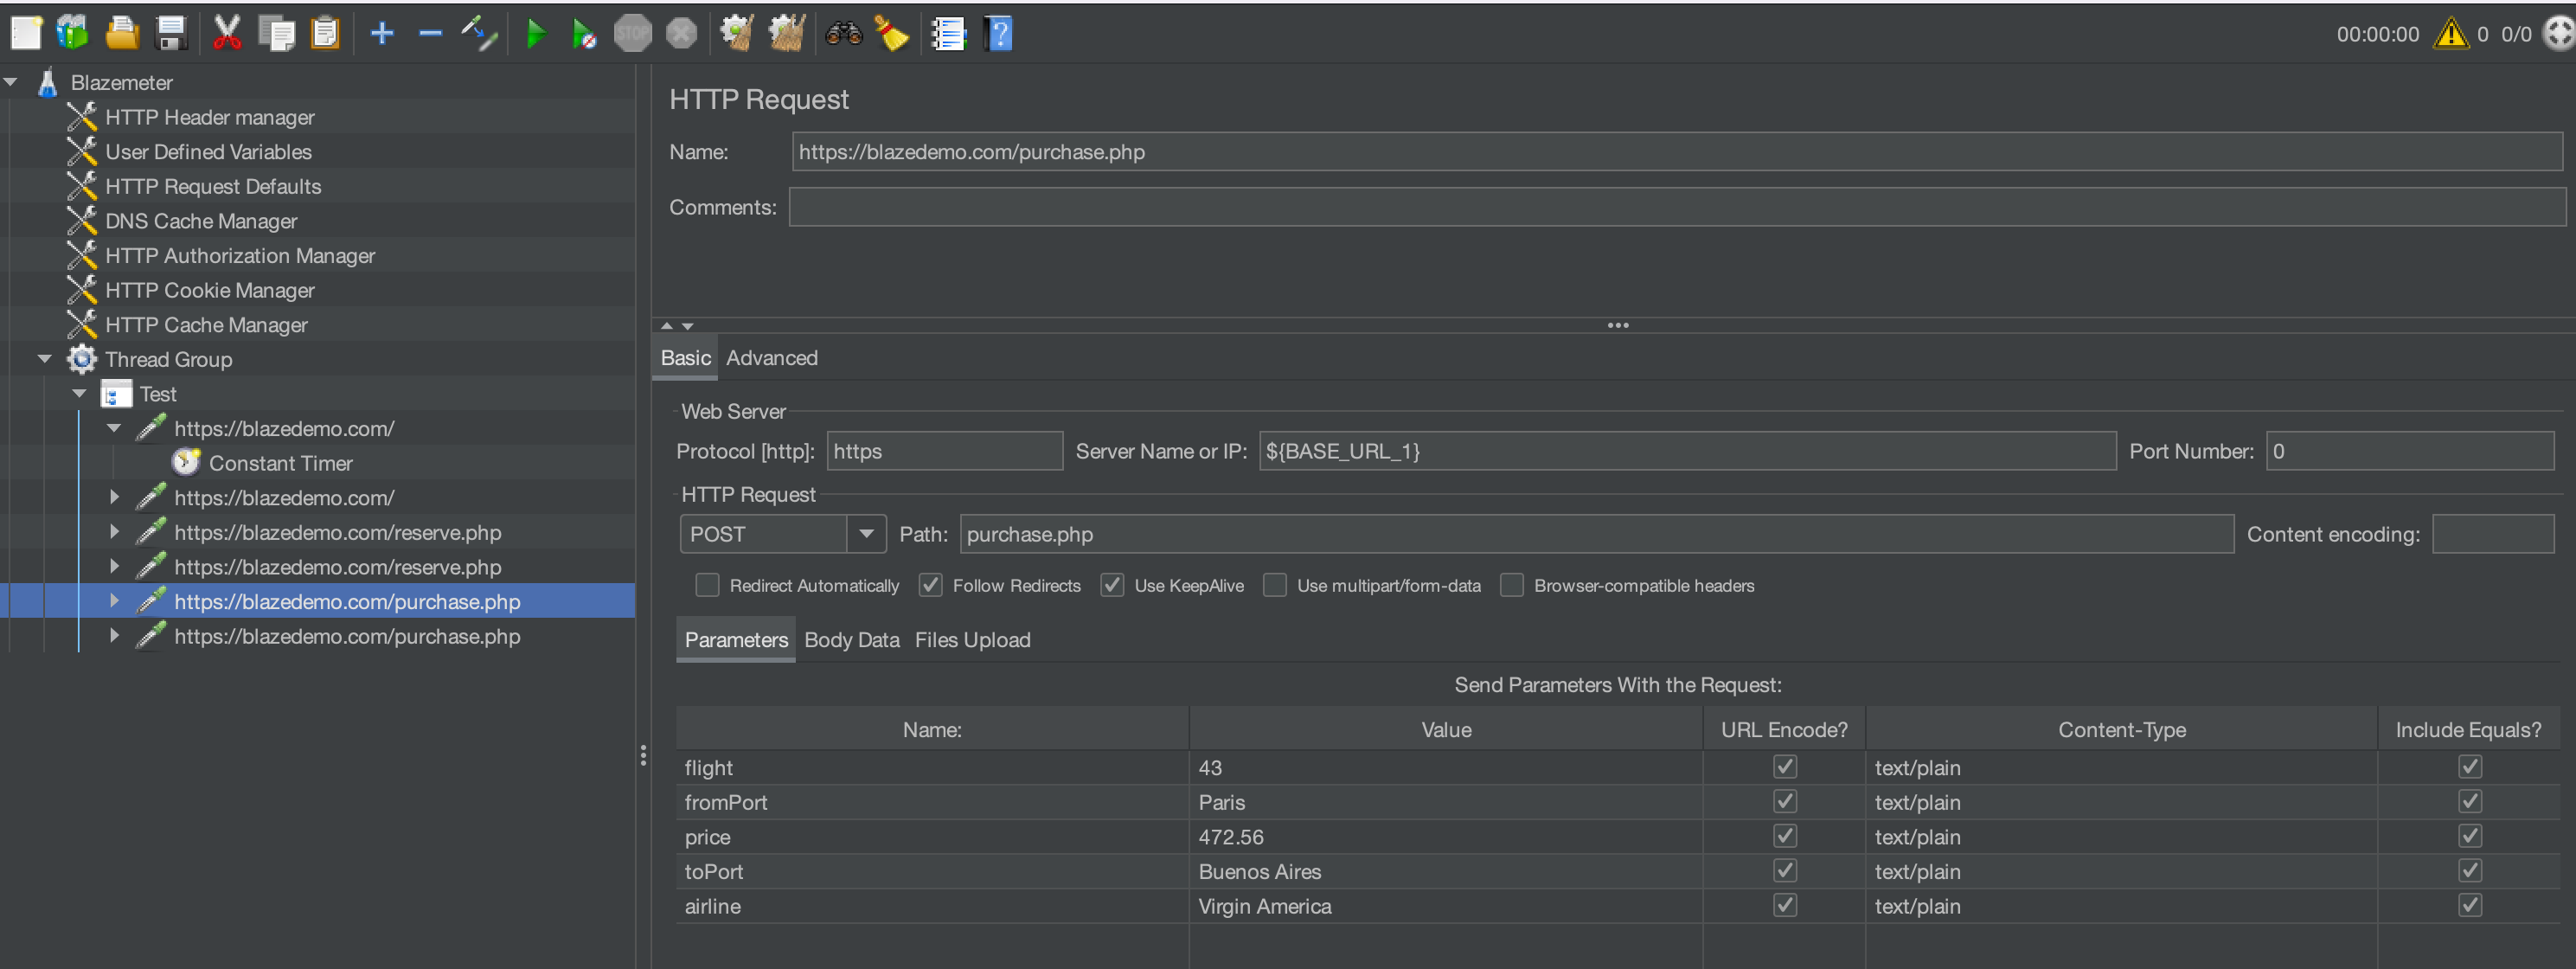 STOP
?
00:00:00 0 0/0
Blazemeter
HTTP Header manager
User Defined Variables
HTTP Request Defaults
DNS Cache Manager
HTTP Authorization Manager
HTTP Cookie Manager
HTTP Cache Manager
Thread Group
Test
https://blazedemo.com/
Constant Timer
https://blazedemo.com/
https://blazedemo.com/reserve.php
https://blazedemo.com/reserve.php
https://blazedemo.com/purchase.php
https://blazedemo.com/purchase.php
HTTP Request
Name: https://blazedemo.com/purchase.php
Comments:
Basic Advanced
Web Server
Protocol [http]: https Server Name or IP: ${BASE_URL_1} Port Number: 0
HTTP Request
POST Path: purchase.php Content encoding:
Redirect Automatically Follow Redirects Use KeepAlive Use multipart/form-data Browser-compatible headers
Parameters Body Data Files Upload
Send Parameters With the Request:
Name: Value URL Encode? Content-Type Include Equals?
flight 43 text/plain
fromPort Paris text/plain
price 472.56 text/plain
toPort Buenos Aires text/plain
airline Virgin America text/plain